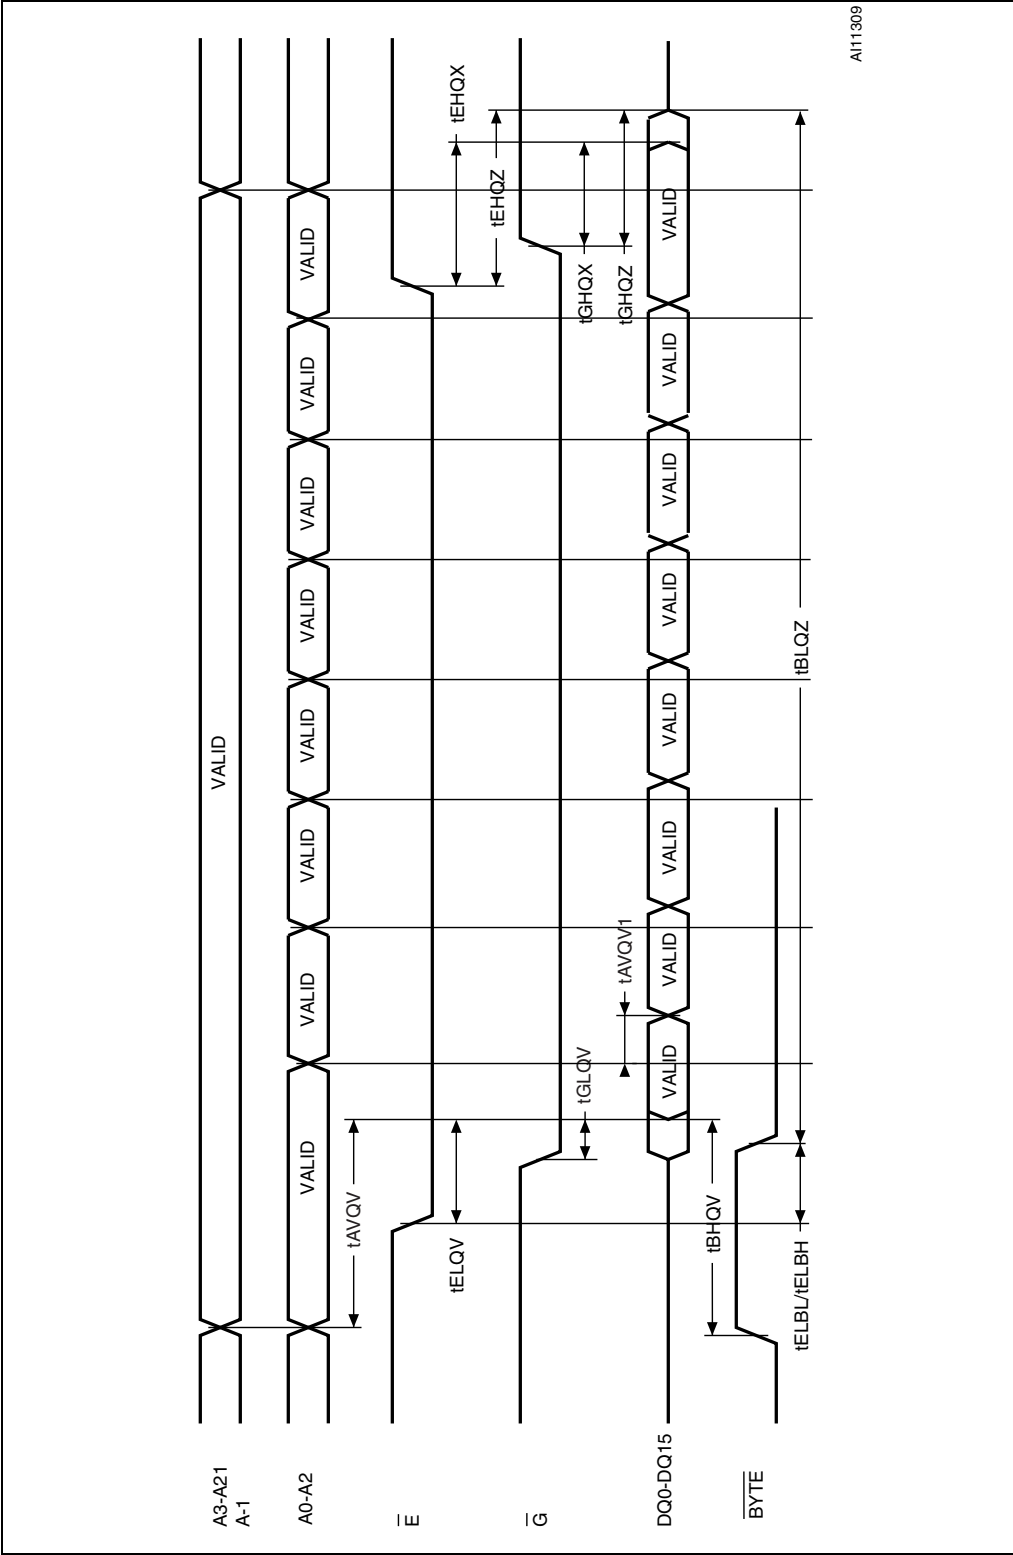 A3-A21
A-1
VALID
A0-A2
VALID
VALID
VALID
VALID
VALID
VALID
VALID
VALID
tAVQV
E
tELQV
tEHQX
tEHQZ
G
tGLQV
tGHQX
tGHQZ
tAVQV1
DQ0-DQ15
VALID
VALID
VALID
VALID
VALID
VALID
VALID
VALID
tBHQV
BYTE
tELBL/tELBH
tBLQZ
AI11309